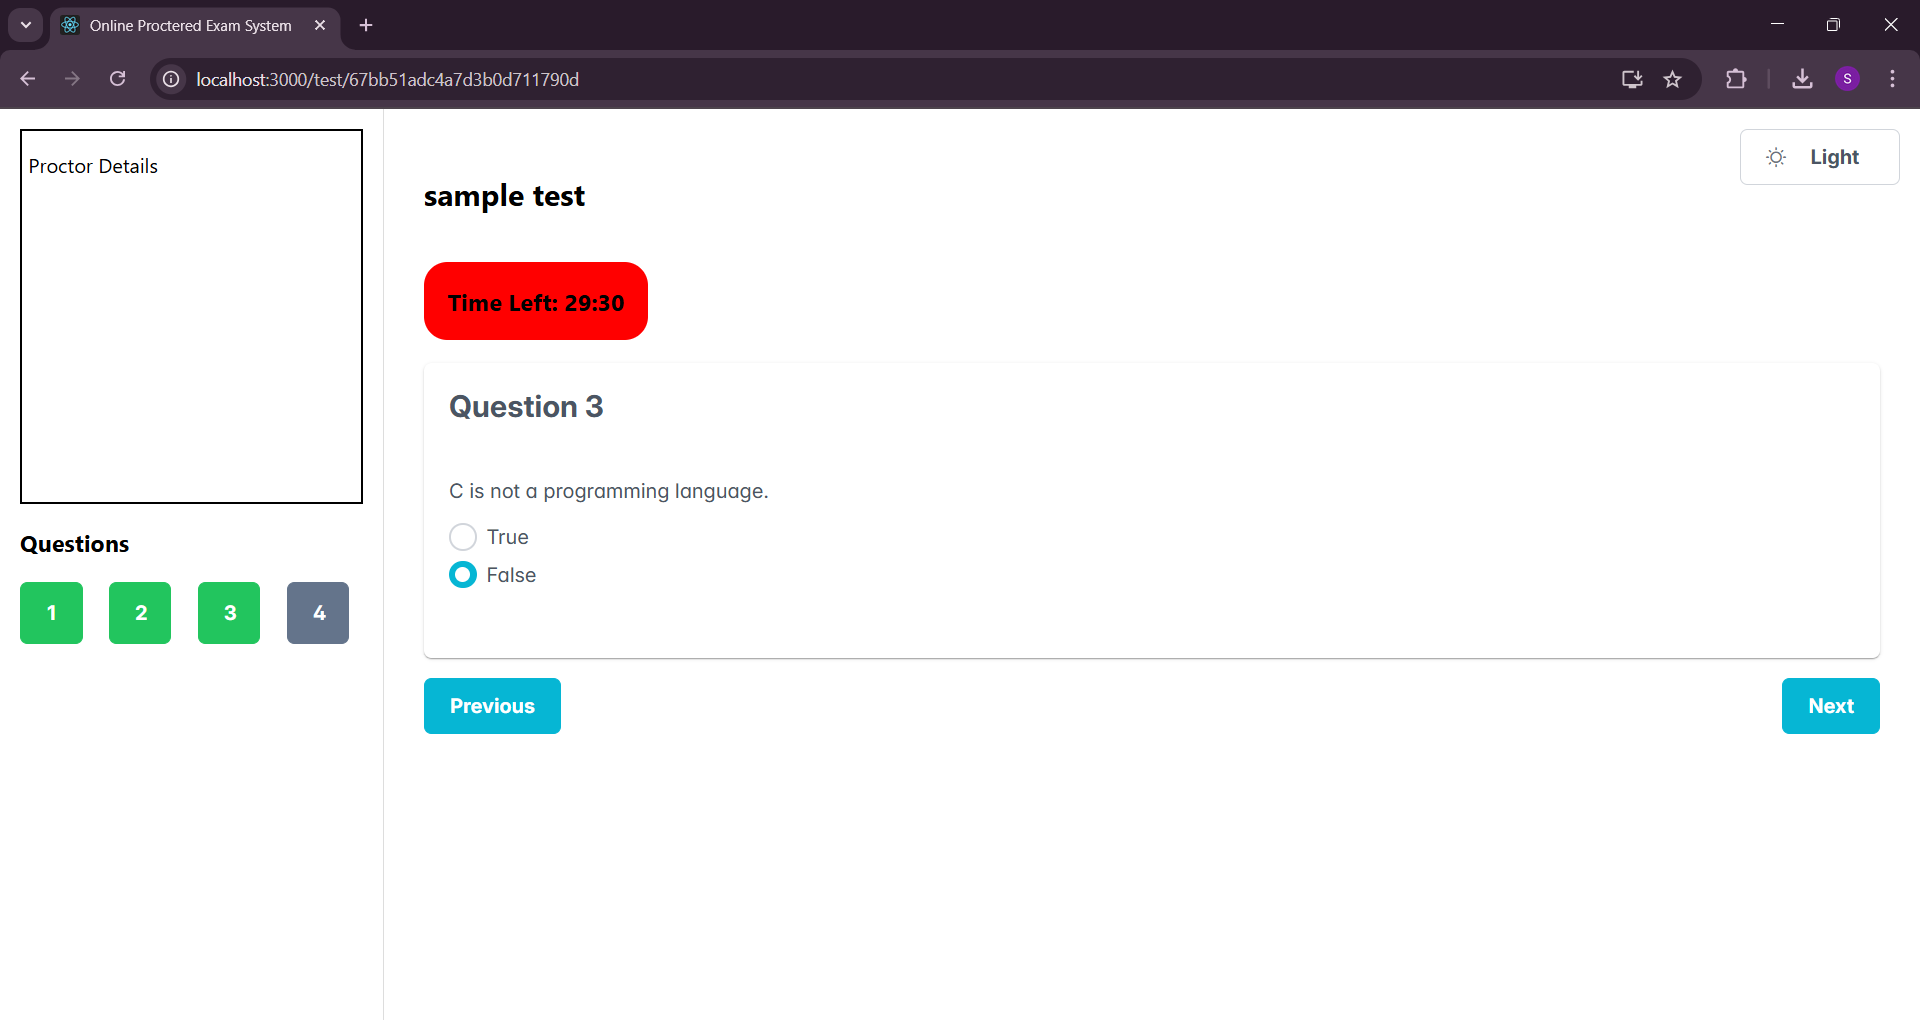 Online Proctered Exam System
localhost:3000/test/67bb51adc4a7d3b0d711790d
S
Proctor Details
Light
sample test
Time Left: 29:30
Question 3
C is not a programming language.
True
False
Questions
1 2 3 4
Previous Next